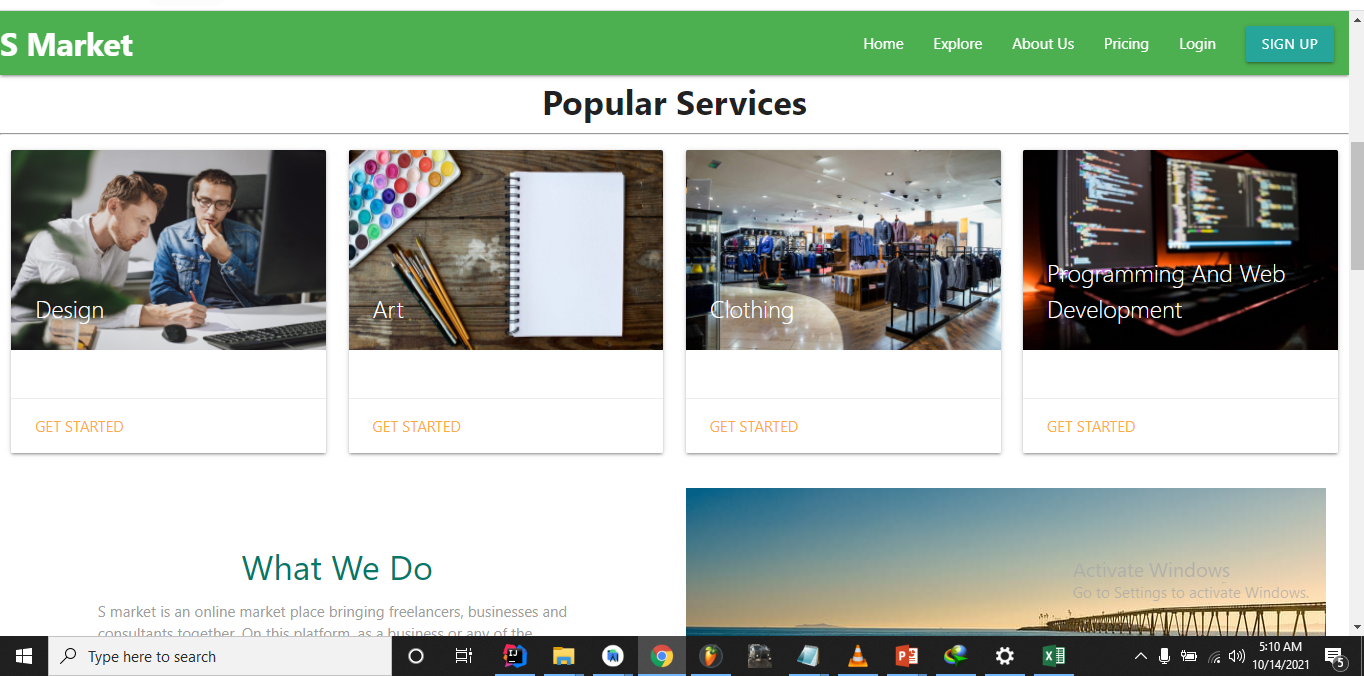 S Market
Home
Explore
About Us
Pricing
Login
SIGN UP
Popular Services
Design
Art
Clothing
Programming And Web
Development
GET STARTED
GET STARTED
GET STARTED
GET STARTED
What We Do
S market is an online market place bringing freelancers, businesses and
consultants together. On this platform, as a business or any of the
Activate Windows
Go to Settings to activate Windows.
Type here to search
5:10 AM
10/14/2021
5